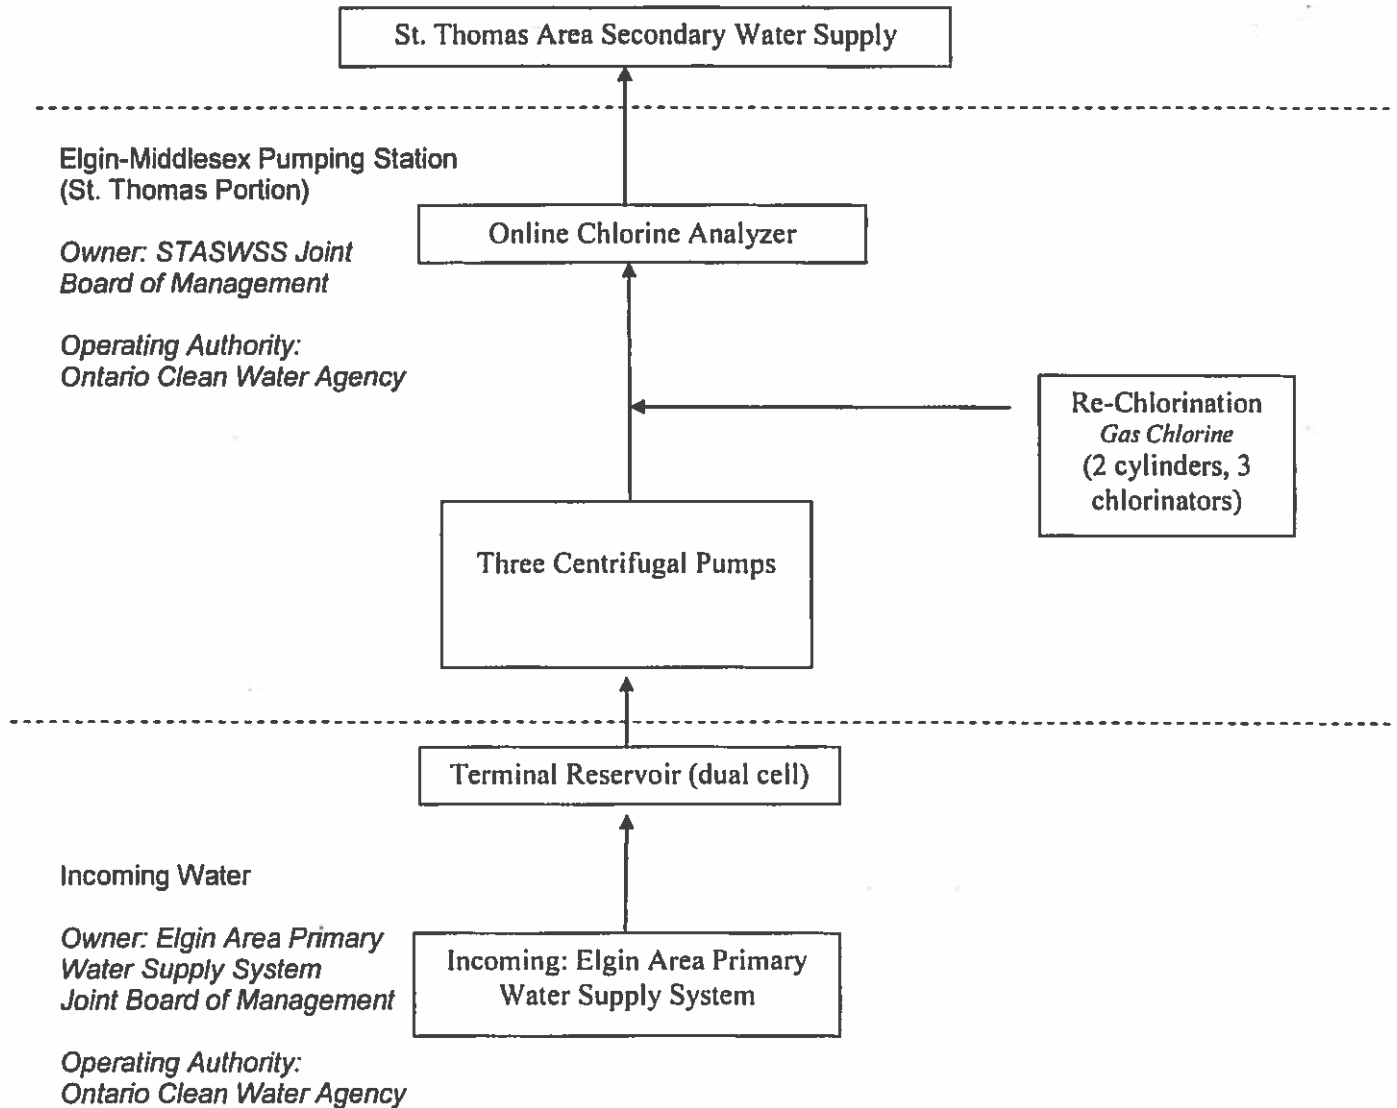 St. Thomas Area Secondary Water Supply
Elgin-Middlesex Pumping Station
(St. Thomas Portion)
Owner: STASWSS Joint
Board of Management
Operating Authority:
Ontario Clean Water Agency
Online Chlorine Analyzer
Re-Chlorination
Gas Chlorine
(2 cylinders, 3
chlorinators)
Three Centrifugal Pumps
Terminal Reservoir (dual cell)
Incoming Water
Owner: Elgin Area Primary
Water Supply System
Joint Board of Management
Operating Authority:
Ontario Clean Water Agency
Incoming: Elgin Area Primary
Water Supply System